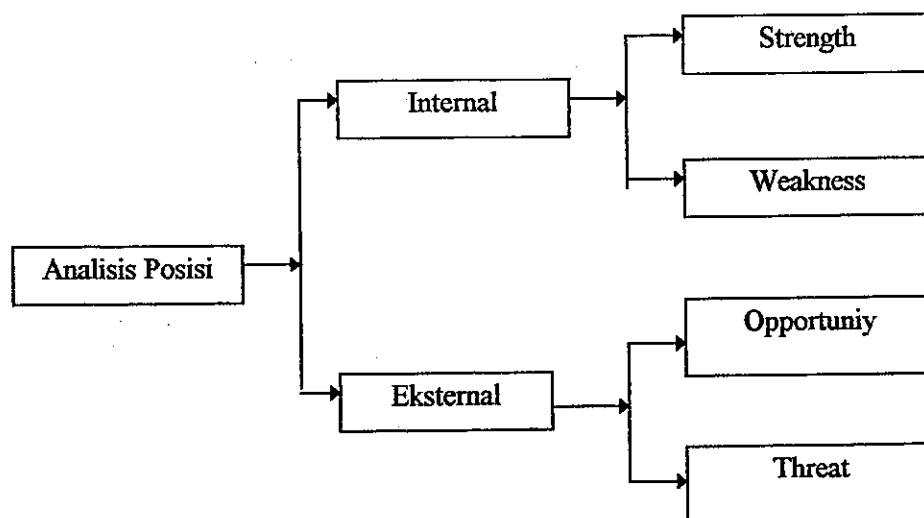 Strength
Internal
Weakness
Analisis Posisi
Opportuniy
Eksternal
Threat